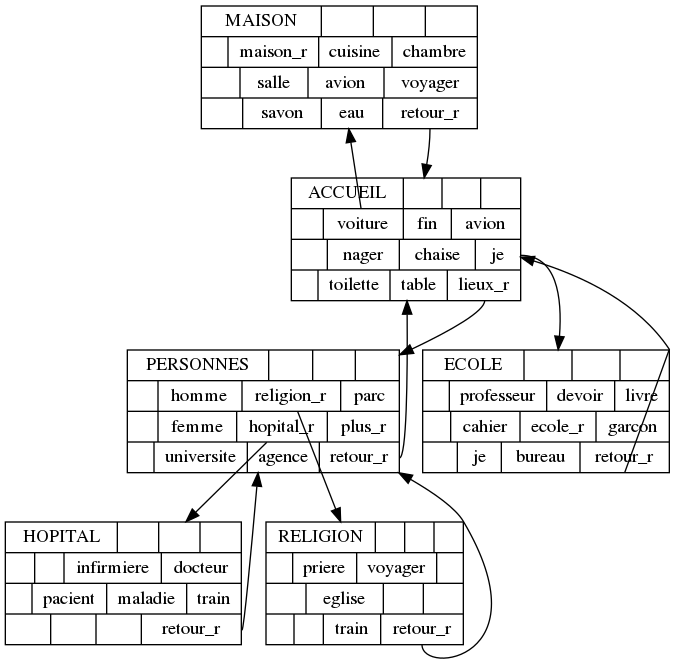 MAISON
maison_r cuisine chambre
salle avion voyager
savon eau retour_r
ACCUEIL
voiture fin avion
nager chaise je
toilette table lieux_r
PERSONNES
homme religion_r parc
femme hopital_r plus_r
universite agence retour_r
ECOLE
professeur devoir livre
cahier ecole_r garcon
je bureau retour_r
HOPITAL
infirmiere docteur
pacient maladie train
retour_r
RELIGION
priere voyager
eglise
train retour_r